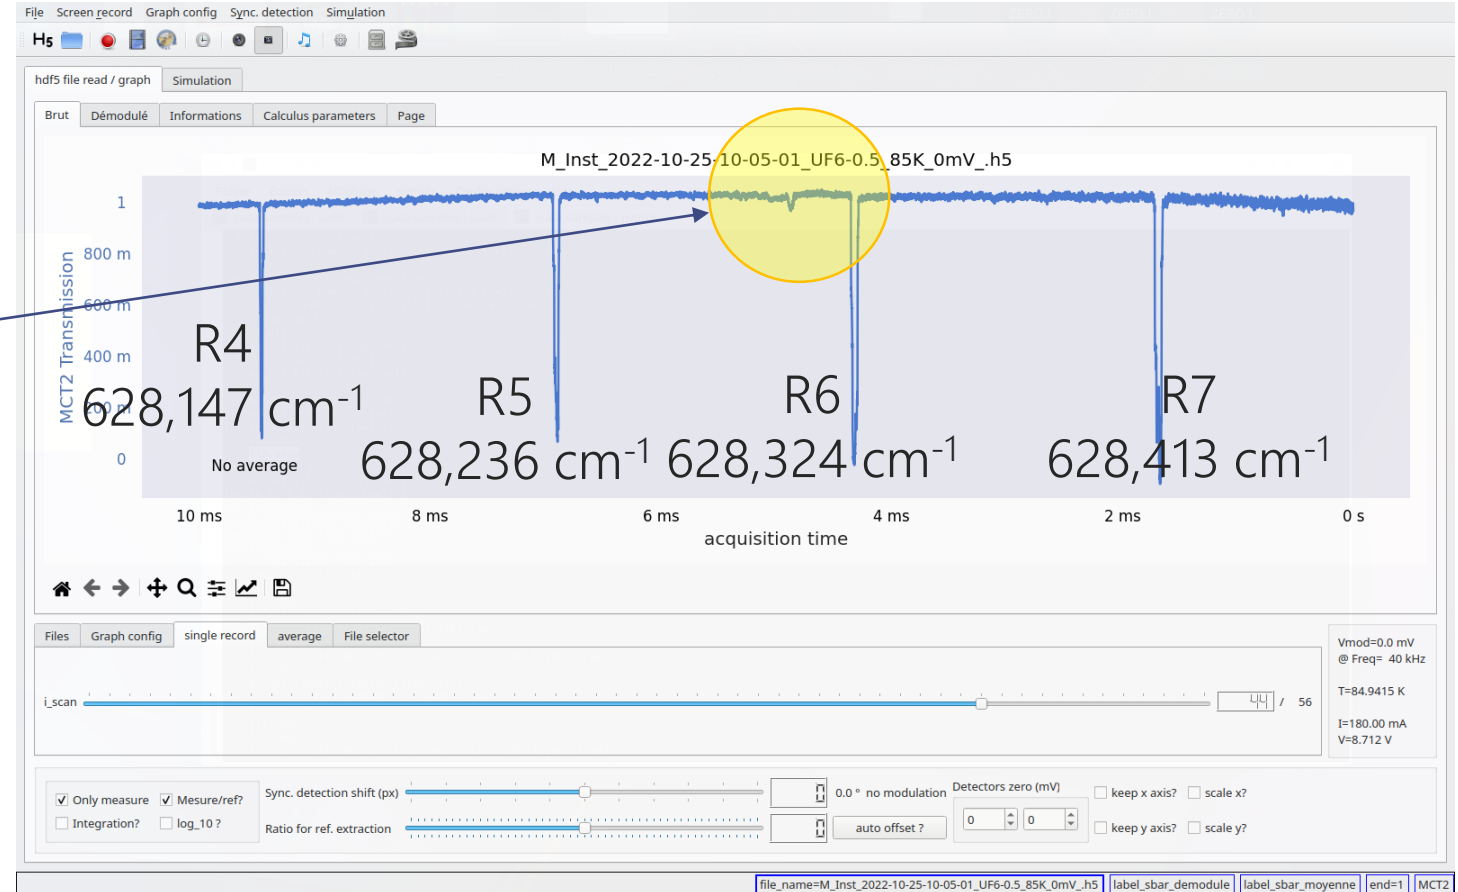 File Screen record Graph config Sync. detection Simulation
H5
hdf5 file read / graph Simulation
Brut Démodulé Informations Calculus parameters Page
M_Inst_2022-10-25-10-05-01_UF6-0.5_85K_0mV_.h5
MCT2 Transmission
1
800 m
600 m
400 m
200 m
0
R4
628,147 cm-1
R5
628,236 cm-1
R6
628,324 cm-1
R7
628,413 cm-1
No average
10 ms 8 ms 6 ms 4 ms 2 ms 0 s
acquisition time
Files Graph config single record average File selector
i_scan 44 / 56
Vmod=0.0 mV
@ Freq= 40 kHz
T=84.9415 K
I=180.00 mA
V=8.712 V
Only measure Mesure/ref?
Integration? log_10 ?
Sync. detection shift (px) 0 0.0 ° no modulation
Ratio for ref. extraction 0 auto offset ?
Detectors zero (mV)
0 0
keep x axis? scale x?
keep y axis? scale y?
file_name=M_Inst_2022-10-25-10-05-01_UF6-0.5_85K_0mV_.h5 label_sbar_demodule label_sbar_moyenne end=1 MCT2